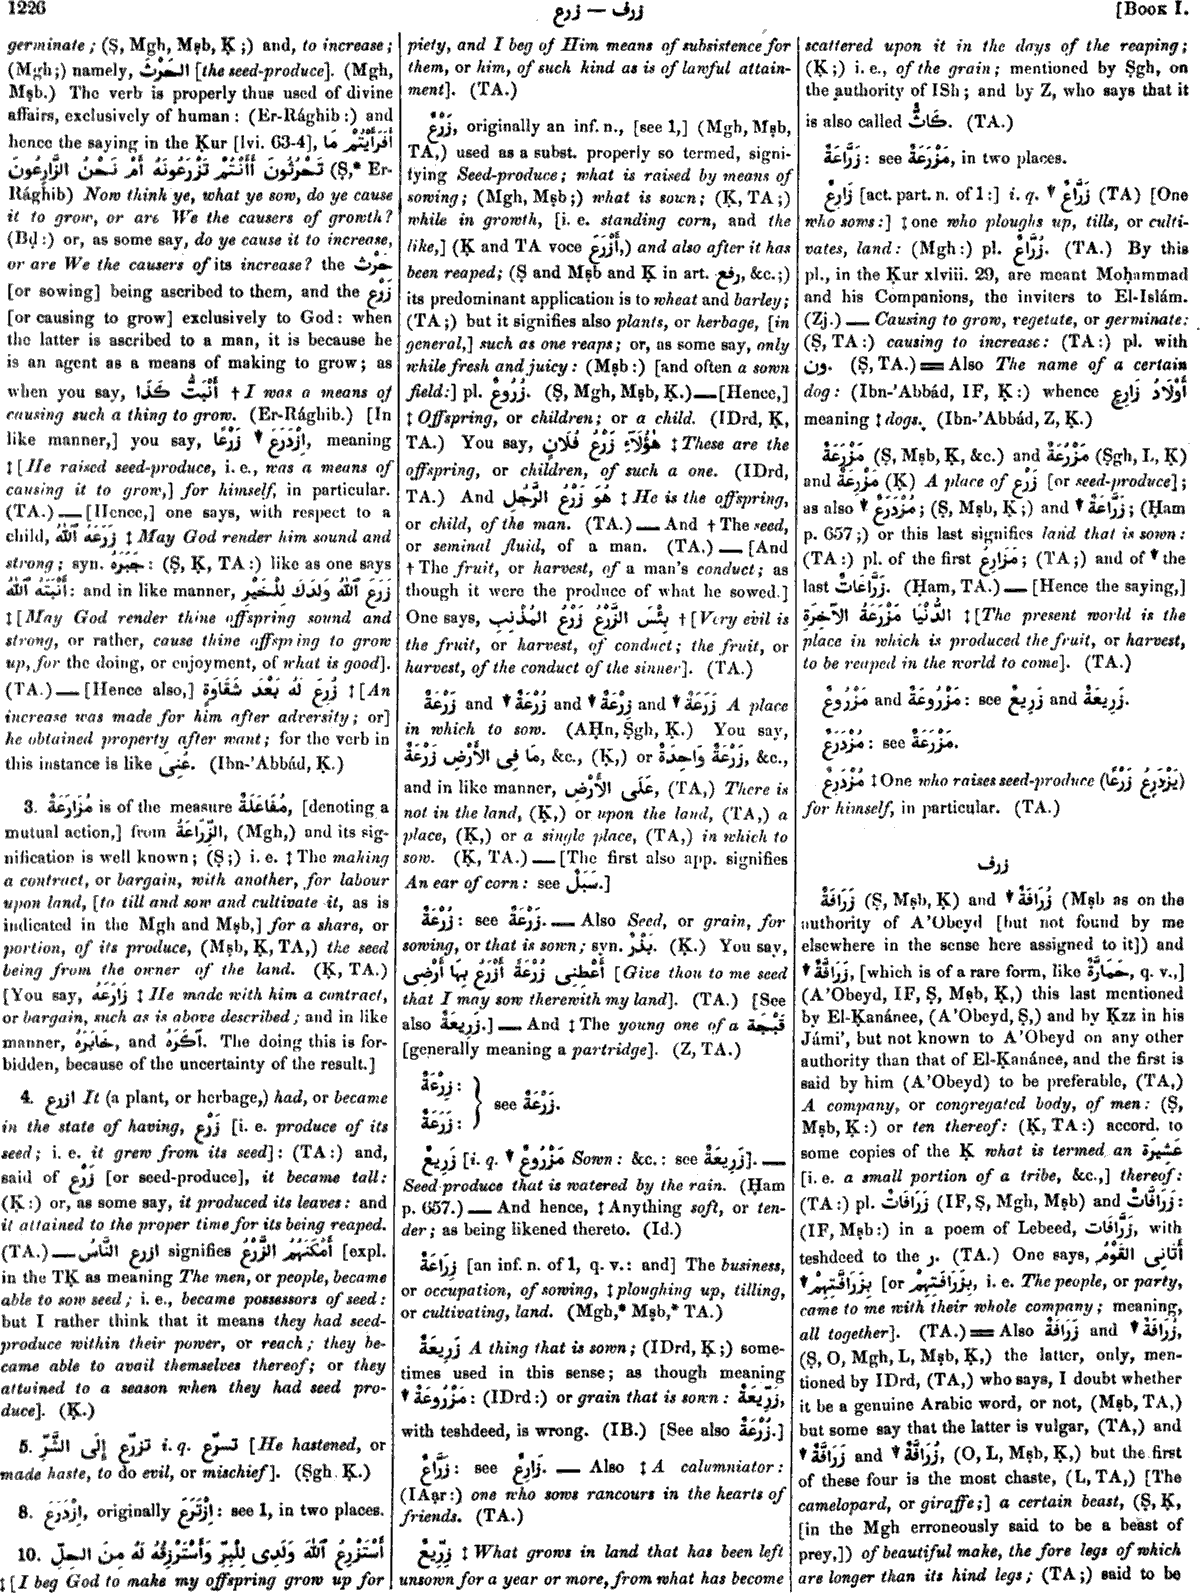 1226
زرع — زرف
[BOOK I.
germinate; (Ṣ, Mgh, Mṣb, Ḳ;) and, to increase;
(Mgh;) namely, الحَرْثَ [the seed-produce]. (Mgh,
Mṣb.) The verb is properly thus used of divine
affairs, exclusively of human: (Er-Rághib:) and
hence the saying in the Ḳur [lvi. 63-4], أَفَرَأَيْتُمْ مَا
تَحْرُثُونَ أَأَنْتُمْ تَزْرَعُونَهُ أَمْ نَحْنُ الزَّارِعُونَ (Ṣ,* Er-
Rághib) Now think ye, what ye sow, do ye cause
it to grow, or are We the causers of growth?
(Bḍ:) or, as some say, do ye cause it to increase,
or are We the causers of its increase? the حَرْث
[or sowing] being ascribed to them, and the زَرْع
[or causing to grow] exclusively to God: when
the latter is ascribed to a man, it is because he
is an agent as a means of making to grow; as
when you say, أَنْبَتُّ كَذَا † I was a means of
causing such a thing to grow. (Er-Rághib.) [In
like manner,] you say, اِزْدَرَعَ ▼ زَرْعًا, meaning
‡ [He raised seed-produce, i. e., was a means of
causing it to grow,] for himself, in particular.
(TA.) — [Hence,] one says, with respect to a
child, زَرَعَهُ ٱللّٰهُ ‡ May God render him sound and
strong; syn. جَبَرَهُ: (Ṣ, Ḳ, TA:) like as one says
أَنْبَتَهُ ٱللّٰهُ: and in like manner, زَرَعَ ٱللّٰهُ وَلَدَكَ لِلْخَيْرِ
‡ [May God render thine offspring sound and
strong, or rather, cause thine offspring to grow
up, for the doing, or enjoyment, of what is good].
(TA.) — [Hence also,] زُرِعَ لَهُ بَعْدَ شَقَاوَةٍ ‡ [An
increase was made for him after adversity; or]
he obtained property after want; for the verb in
this instance is like عُنِىَ. (Ibn-'Abbád, Ḳ.)
3. مُزَارَعَةٌ is of the measure مُفَاعَلَةٌ, [denoting a
mutual action,] from الزِّرَاعَةُ, (Mgh,) and its sig-
nification is well known; (Ṣ;) i. e. ‡ The making
a contract, or bargain, with another, for labour
upon land, [to till and sow and cultivate it, as is
indicated in the Mgh and Mṣb,] for a share, or
portion, of its produce, (Mṣb, Ḳ, TA,) the seed
being from the owner of the land. (Ḳ, TA.)
[You say, زَارَعَهُ ‡ He made with him a contract,
or bargain, such as is above described; and in like
manner, خَابَرَهُ, and آكَرَهُ. The doing this is for-
bidden, because of the uncertainty of the result.]
4. ازرع It (a plant, or herbage,) had, or became
in the state of having, زَرْع [i. e. produce of its
seed; i. e. it grew from its seed]: (TA:) and,
said of زَرْع [or seed-produce], it became tall:
(Ḳ:) or, as some say, it produced its leaves: and
it attained to the proper time for its being reaped.
(TA.) — ازرع النَّاسُ signifies أَمْكَنَهُمُ الزَّرْعُ [expl.
in the TḲ as meaning The men, or people, became
able to sow seed; i. e., became possessors of seed:
but I rather think that it means they had seed-
produce within their power, or reach; they be-
came able to avail themselves thereof; or they
attained to a season when they had seed pro-
duce]. (Ḳ.)
5. تزرّع إِلَى الشَّرِّ i. q. تسرّع [He hastened, or
made haste, to do evil, or mischief]. (Ṣgh. Ḳ.)
8. اِزْدَرَعَ, originally اِزْتَرَعَ: see 1, in two places.
10. أَسْتَزْرِعُ ٱللّٰهَ وَلَدِى لِلْبِرِّ وَأَسْتَرْزِقُهُ لَهُ مِنَ الحِلِّ
‡ [I beg God to make my offspring grow up for
piety, and I beg of Him means of subsistence for
them, or him, of such kind as is of lawful attain-
ment]. (TA.)
زَرْعٌ, originally an inf. n., [see 1,] (Mgh, Mṣb,
TA,) used as a subst. properly so termed, signi-
fying Seed-produce; what is raised by means of
sowing; (Mgh, Mṣb;) what is sown; (Ḳ, TA;)
while in growth, [i. e. standing corn, and the
like,] (Ḳ and TA voce أَزْرَعَ,) and also after it has
been reaped; (Ṣ and Mṣb and Ḳ in art. رفع, &c.;)
its predominant application is to wheat and barley;
(TA;) but it signifies also plants, or herbage, [in
general,] such as one reaps; or, as some say, only
while fresh and juicy: (Mṣb:) [and often a sown
field:] pl. زُرُوعٌ. (Ṣ, Mgh, Mṣb, Ḳ.) — [Hence,]
‡ Offspring, or children; or a child. (IDrd, Ḳ,
TA.) You say, هٰؤُلَآءِ زَرْعُ فُلَانٍ ‡ These are the
offspring, or children, of such a one. (IDrd,
TA.) And هُوَ زَرْعُ الرَّجُلِ ‡ He is the offspring,
or child, of the man. (TA.) — And † The seed,
or seminal fluid, of a man. (TA.) — [And
† The fruit, or harvest, of a man's conduct; as
though it were the produce of what he sowed.]
One says, بِئْسَ الزَّرْعُ زَرْعُ المُذْنِبِ † [Very evil is
the fruit, or harvest, of conduct; the fruit, or
harvest, of the conduct of the sinner]. (TA.)
زَرْعَةٌ and ▼ زُرْعَةٌ and ▼ زِرْعَةٌ and ▼ زَرَعَةٌ A place
in which to sow. (AḤn, Ṣgh, Ḳ.) You say,
مَا فِى الأَرْضِ زَرْعَةٌ, &c., (Ḳ,) or زَرْعَةٌ وَاحِدَةٌ, &c.,
and in like manner, عَلَى الأَرْضِ, (TA,) There is
not in the land, (Ḳ,) or upon the land, (TA,) a
place, (Ḳ,) or a single place, (TA,) in which to
sow. (Ḳ, TA.) — [The first also app. signifies
An ear of corn: see سَبَلٌ.]
زُرْعَةٌ: see زَرْعَةٌ. — Also Seed, or grain, for
sowing, or that is sown; syn. بَذْرٌ. (Ḳ.) You say,
أَعْطِنِى زُرْعَةً أَزْرَعُ بِهَا أَرْضِى [Give thou to me seed
that I may sow therewith my land]. (TA.) [See
also زَرِيعَةٌ.] — And ‡ The young one of a قَبْجَة
[generally meaning a partridge]. (Z, TA.)
زِرْعَةٌ:
زَرَعَةٌ:
} see زَرْعَةٌ.
زَرِيعٌ [i. q. ▼ مَزْرُوعٌ Sown: &c.: see زَرِيعَةٌ]. —
Seed-produce that is watered by the rain. (Ḥam
p. 657.) — And hence, ‡ Anything soft, or ten-
der; as being likened thereto. (Id.)
زِرَاعَةٌ [an inf. n. of 1, q. v.: and] The business,
or occupation, of sowing, ‡ ploughing up, tilling,
or cultivating, land. (Mgh,* Mṣb,* TA.)
زَرِيعَةٌ A thing that is sown; (IDrd, Ḳ;) some-
times used in this sense; as though meaning
▼ مَزْرُوعَةٌ: (IDrd:) or grain that is sown: زَرِّيعَةٌ,
with teshdeed, is wrong. (IB.) [See also زُرْعَةٌ.]
زَرَّاعٌ: see زَارِعٌ. — Also ‡ A calumniator:
(IAạr:) one who sows rancours in the hearts of
friends. (TA.)
زِرِّيعٌ ‡ What grows in land that has been left
unsown for a year or more, from what has become
scattered upon it in the days of the reaping;
(Ḳ;) i. e., of the grain; mentioned by Ṣgh, on
the authority of ISh; and by Z, who says that it
is also called كَاثٌّ. (TA.)
زَرَّاعَةٌ: see مَزْرَعَةٌ, in two places.
زَارِعٌ [act. part. n. of 1:] i. q. ▼ زَرَّاعٌ (TA) [One
who sows:] ‡ one who ploughs up, tills, or culti-
vates, land: (Mgh:) pl. زُرَّاعٌ. (TA.) By this
pl., in the Ḳur xlviii. 29, are meant Moḥammad
and his Companions, the inviters to El-Islám.
(Zj.) — Causing to grow, vegetate, or germinate:
(Ṣ, TA:) causing to increase: (TA:) pl. with
ون. (Ṣ, TA.) ═ Also The name of a certain
dog: (Ibn-'Abbád, IF, Ḳ:) whence أَوْلَادُ زَارِعٍ
meaning ‡ dogs. (Ibn-'Abbád, Z, Ḳ.)
مَزْرَعَةٌ (Ṣ, Mṣb, Ḳ, &c.) and مَزْرُعَةٌ (Ṣgh, L, Ḳ)
and مَزْرِعَةٌ (Ḳ) A place of زَرْع [or seed-produce];
as also ▼ مُزْدَرَعٌ; (Ṣ, Mṣb, Ḳ;) and ▼ زَرَّاعَةٌ; (Ḥam
p. 657;) or this last signifies land that is sown:
(TA:) pl. of the first مَزَارِعُ; (TA;) and of ▼ the
last زَرَّاعَاتٌ. (Ḥam, TA.) — [Hence the saying,]
الدُّنْيَا مَزْرَعَةُ الآخِرَةِ ‡ [The present world is the
place in which is produced the fruit, or harvest,
to be reaped in the world to come]. (TA.)
مَزْرُوعٌ and مَزْرُوعَةٌ: see زَرِيعٌ and زَرِيعَةٌ.
مُزْدَرَعٌ: see مَزْرَعَةٌ.
مُزْدَرِعٌ ‡ One who raises seed-produce (يَزْدَرِعُ زَرْعًا)
for himself, in particular. (TA.)
زرف
زَرَافَةٌ (Ṣ, Mṣb, Ḳ) and ▼ زُرَافَةٌ (Mṣb as on the
authority of A'Obeyd [but not found by me
elsewhere in the sense here assigned to it]) and
▼ زَرَافَّةٌ, [which is of a rare form, like حَمَارَّةٌ, q. v.,]
(A'Obeyd, IF, Ṣ, Mṣb, Ḳ,) this last mentioned
by El-Ḳanánee, (A'Obeyd, Ṣ,) and by Ḳzz in his
Jámi', but not known to A'Obeyd on any other
authority than that of El-Ḳanánee, and the first is
said by him (A'Obeyd) to be preferable, (TA,)
A company, or congregated body, of men: (Ṣ,
Mṣb, Ḳ:) or ten thereof: (Ḳ, TA:) accord. to
some copies of the Ḳ what is termed an عَشِيرَة
[i. e. a small portion of a tribe, &c.,] thereof:
(TA:) pl. زَرَافَاتٌ (IF, Ṣ, Mgh, Mṣb) and زَرَافَّاتٌ:
(IF, Mṣb:) in a poem of Lebeed, زَرَّافَات, with
teshdeed to the ر. (TA.) One says, أَتَانِى القَوْمُ
▼ بِزَرَافَّتِهِمْ [or بِزَرَافَتِهِمْ, i. e. The people, or party,
came to me with their whole company; meaning,
all together]. (TA.) ═ Also زَرَافَةٌ and ▼ زُرَافَةٌ,
(Ṣ, O, Mgh, L, Mṣb, Ḳ,) the latter, only, men-
tioned by IDrd, (TA,) who says, I doubt whether
it be a genuine Arabic word, or not, (Mṣb, TA,)
but some say that the latter is vulgar, (TA,) and
▼ زَرَافَّةٌ and ▼ زُرَافَّةٌ, (O, L, Mṣb, Ḳ,) but the first
of these four is the most chaste, (L, TA,) [The
camelopard, or giraffe;] a certain beast, (Ṣ, Ḳ,
[in the Mgh erroneously said to be a beast of
prey,]) of beautiful make, the fore legs of which
are longer than its hind legs; (TA;) said to be